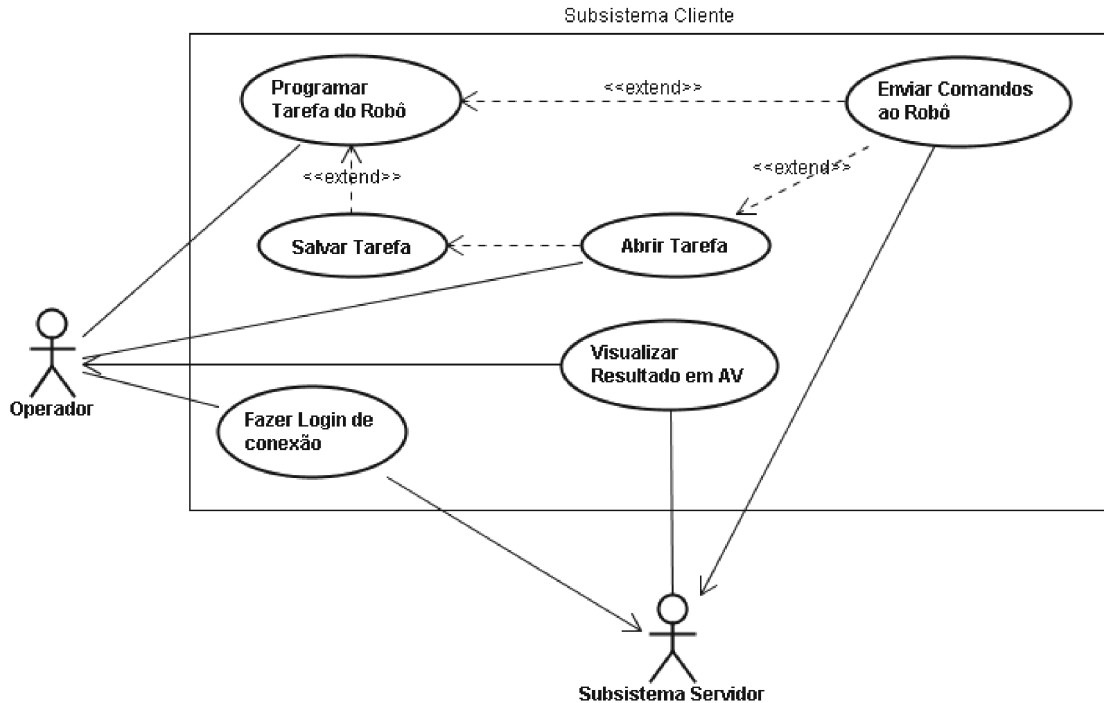 Subsistema Cliente
Programar
Tarefa do Robô
<<extend>>
Enviar Comandos
ao Robô
<<extend>>
<<extend>>
Salvar Tarefa
Abrir Tarefa
Visualizar
Resultado em AV
Operador
Fazer Login de
conexão
Subsistema Servidor